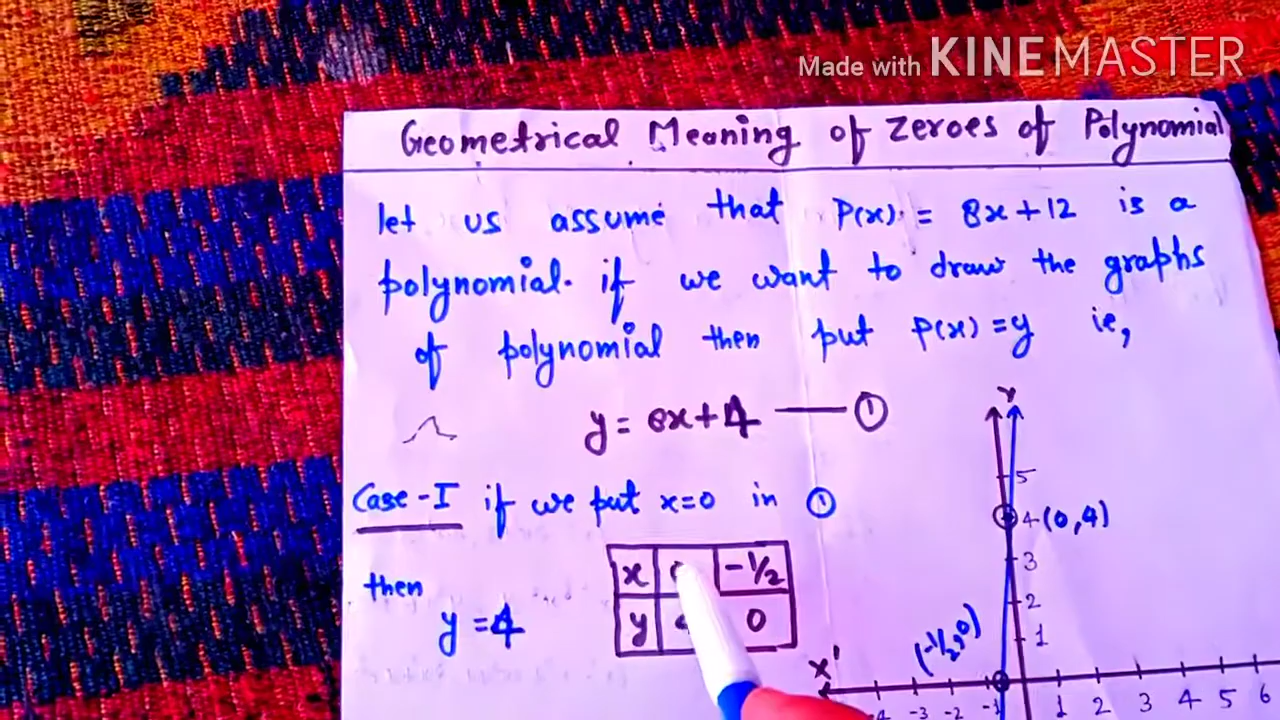 Made with KINEMASTER
Geometrical Meaning of Zeroes of Polynomial
let us assume that P(x) = 8x+12 is a
polynomial. if we want to draw the graphs
of polynomial then put P(x) = y ie,
y = 8x+4 — ①
Case-I if we put x=0 in ①
then
y = 4
x -1/2
y 0
Y
5
4 (0,4)
3
2
1
(-1/2,0)
X'
-4 -3 -2 -1 1 2 3 4 5 6